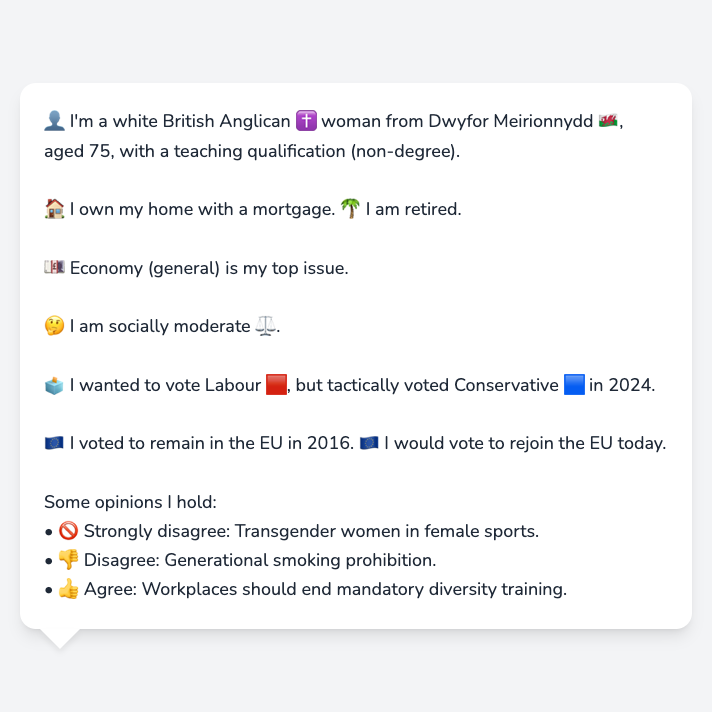 👤 I'm a white British Anglican ✝️ woman from Dwyfor Meirionnydd 🏴󠁧󠁢󠁷󠁬󠁳󠁿,
aged 75, with a teaching qualification (non-degree).
🏠 I own my home with a mortgage. 🌴 I am retired.
💷 Economy (general) is my top issue.
🤔 I am socially moderate ⚖️.
🗳️ I wanted to vote Labour 🟥, but tactically voted Conservative 🟦 in 2024.
🇪🇺 I voted to remain in the EU in 2016. 🇪🇺 I would vote to rejoin the EU today.
Some opinions I hold:
• 🚫 Strongly disagree: Transgender women in female sports.
• 👎 Disagree: Generational smoking prohibition.
• 👍 Agree: Workplaces should end mandatory diversity training.